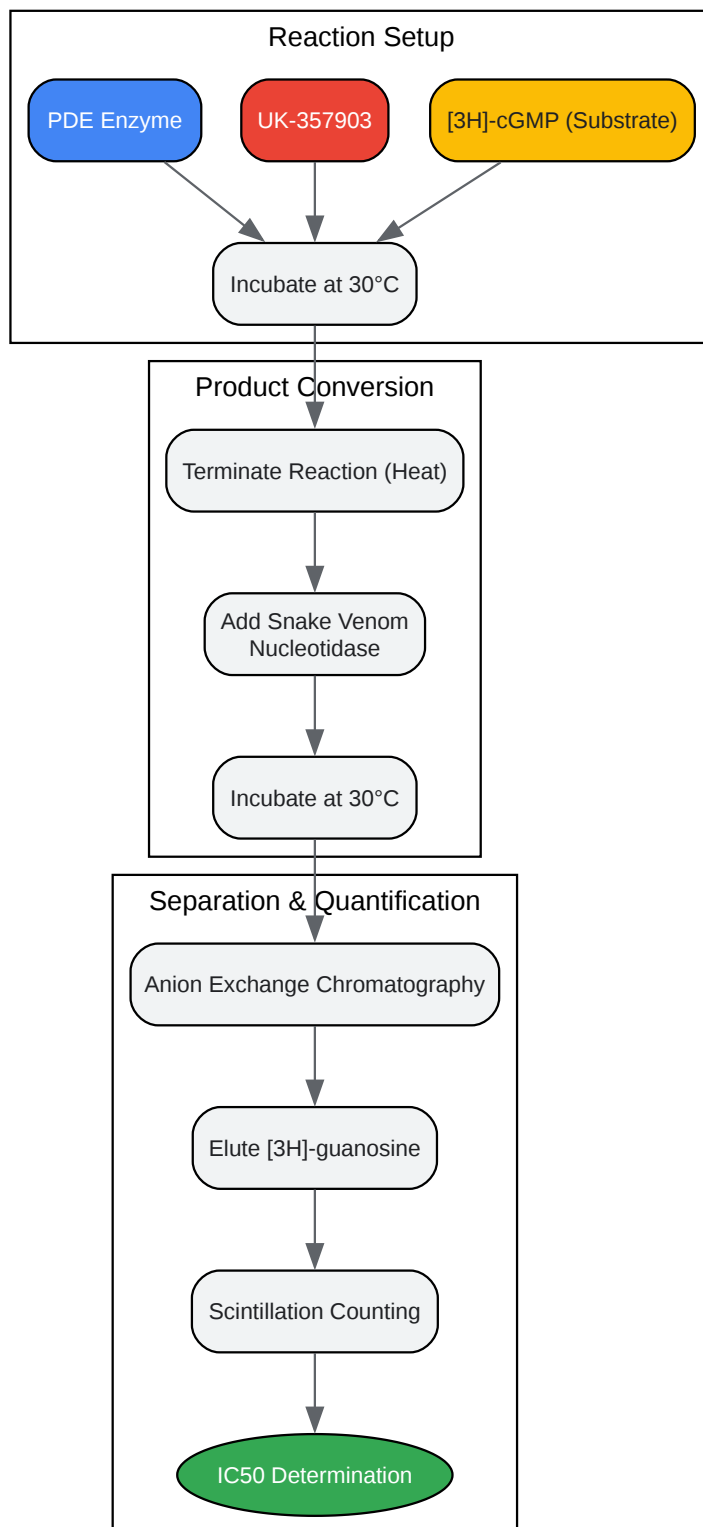 Reaction Setup
PDE Enzyme
UK-357903
[3H]-cGMP (Substrate)
Incubate at 30°C
Product Conversion
Terminate Reaction (Heat)
Add Snake Venom
Nucleotidase
Incubate at 30°C
Separation & Quantification
Anion Exchange Chromatography
Elute [3H]-guanosine
Scintillation Counting
IC50 Determination